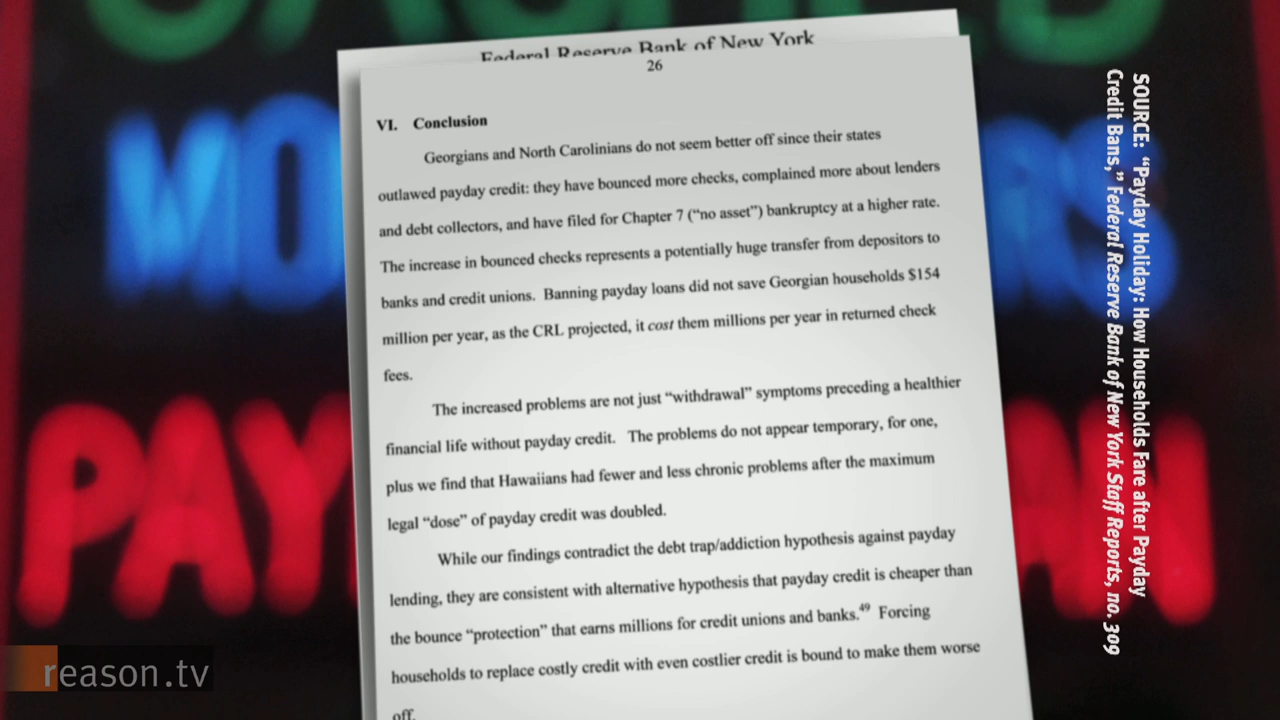 Federal Reserve Bank of New York
26
VI. Conclusion
Georgians and North Carolinians do not seem better off since their states
outlawed payday credit: they have bounced more checks, complained more about lenders
and debt collectors, and have filed for Chapter 7 (“no asset”) bankruptcy at a higher rate.
The increase in bounced checks represents a potentially huge transfer from depositors to
banks and credit unions. Banning payday loans did not save Georgian households $154
million per year, as the CRL projected, it cost them millions per year in returned check
fees.
The increased problems are not just “withdrawal” symptoms preceding a healthier
financial life without payday credit. The problems do not appear temporary, for one,
plus we find that Hawaiians had fewer and less chronic problems after the maximum
legal “dose” of payday credit was doubled.
While our findings contradict the debt trap/addiction hypothesis against payday
lending, they are consistent with alternative hypothesis that payday credit is cheaper than
the bounce “protection” that earns millions for credit unions and banks.49 Forcing
households to replace costly credit with even costlier credit is bound to make them worse
off.
SOURCE: “Payday Holiday: How Households Fare after Payday
Credit Bans,” Federal Reserve Bank of New York Staff Reports, no. 309
PAY
reason.tv